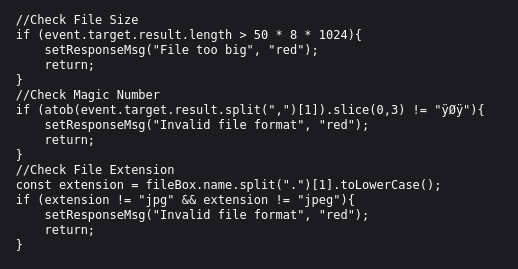 //Check File Size
if (event.target.result.length > 50 * 8 * 1024){
    setResponseMsg("File too big", "red");
    return;
}
//Check Magic Number
if (atob(event.target.result.split(",")[1]).slice(0,3) != "ÿØÿ"){
    setResponseMsg("Invalid file format", "red");
    return;
}
//Check File Extension
const extension = fileBox.name.split(".")[1].toLowerCase();
if (extension != "jpg" && extension != "jpeg"){
    setResponseMsg("Invalid file format", "red");
    return;
}